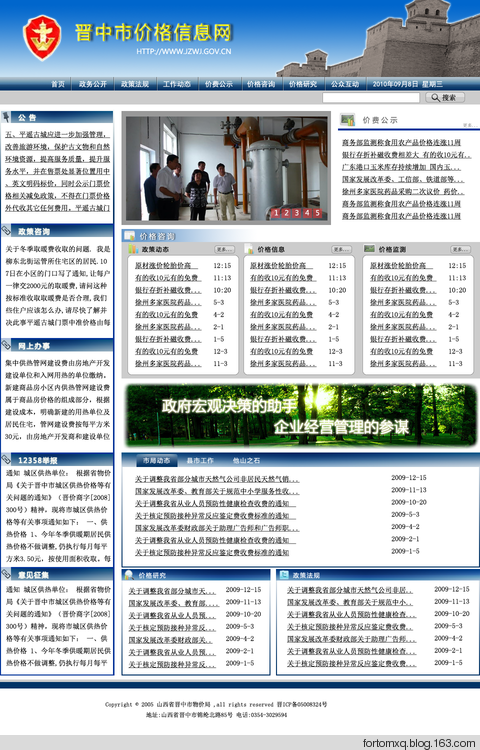 晋中市价格信息网
HTTP://WWW.JZWJ.GOV.CN
首页 政务公开 政策法规 工作动态 价费公示 价格咨询 价格研究 公众互动 2010年09月8日 星期三
搜索
公 告
五、平遥古城应进一步加强管理,
改善旅游环境，保护古文物和自然
环境资源，提高服务质量，提升服
务水平，并在售票处显著位置用中
、英文明码标价，同时公示门票价
格相关减免政策，不得在门票价格
外代收其它任何费用。平遥古城门
政策咨询
关于冬季取暖费收取的问题．我是
柳东北街运管所住宅区的居民.10
7日在小区的门口写了通知,让每户
一律交2000元的取暖费,请问这种
按标准收取取暖费是否合理,我们
些住户应该怎么办,请尽快了解并
决此事平遥古城门票中准价格由每
网上办事
集中供热管网建设费由房地产开发
建设单位和入网用热的单位缴纳。
新建商品房小区内供热管网建设费
属于商品房价格的组成部分，根据
建设成本，明确新建的用热单位及
居民住宅，管网建设费按每平方米
30元，由房地产开发商和建设单位
12358举报
通知 城区供热单位： 根据省物价
局《关于晋中城区供热价格等有
关问题的通知》（晋价商字[2008]
300号）精神，现将市城区供热价
格等有关事项通知如下： 一、供
热价格 1、今年冬季供暖期居民供
热价格不做调整,仍执行每月每平
方米3.50元，按使用面积收取。每
意见征集
通知 城区供热单位： 根据省物价
局《关于晋中城区供热价格等有
关问题的通知》（晋价商字[2008]
300号）精神，现将市城区供热价
格等有关事项通知如下： 一、供
热价格 1、今年冬季供暖期居民供
热价格不做调整,仍执行每月每平
1 2 3 4 5
价费公示
更多...
商务部监测称食用农产品价格连涨11周
银行存折补磁收费相差大 有的收10元有..
广东港口玉米库存持续增加 国内玉..
国家发展改革委、工信部、铁道部等...
徐州多家医院药品采购二次议价 药价..
商务部监测称食用农产品价格连涨11周
商务部监测称食用农产品价格连涨11周
价格咨询
政策动态 更多...
原材涨价轮胎价高 12:15
有的收10元有的免费 11:13
银行存折补磁收费... 10:20
徐州多家医院药品... 5-3
有的收10元有的免费 4-2
徐州多家医院药品... 2-1
银行存折补磁收费... 1-5
有的收10元有的免费 12-3
徐州多家医院药品... 11-3
价格信息 更多...
原材涨价轮胎价高 12:15
有的收10元有的免费 11:13
银行存折补磁收费... 10:20
徐州多家医院药品... 5-3
有的收10元有的免费 4-2
徐州多家医院药品... 2-1
银行存折补磁收费... 1-5
有的收10元有的免费 12-3
徐州多家医院药品... 11-3
价格监测 更多...
原材涨价轮胎价高 12:15
有的收10元有的免费 11:13
银行存折补磁收费... 10:20
徐州多家医院药品... 5-3
有的收10元有的免费 4-2
徐州多家医院药品... 2-1
银行存折补磁收费... 1-5
有的收10元有的免费 12-3
徐州多家医院药品... 11-3
政府宏观决策的助手
企业经营管理的参谋
市局动态 县市工作 他山之石
关于调整我省部分城市天然气公司非居民天然气销... 2009-12-15
国家发展改革委、教育部关于规范中小学服务性收... 2009-11-13
关于调整我省从业人员预防性健康检查收费的通知 2009-10-20
关于核定预防接种异常反应鉴定费收费标准的通知 2009-5-3
国家发展改革委财政部关于助理广告师和广告师职... 2009-4-2
关于调整我省从业人员预防性健康检查收费的通知 2009-2-1
关于核定预防接种异常反应鉴定费收费标准的通知 2009-1-5
价格研究
关于调整我省部分城市天... 2009-12-15
国家发展改革委、教育部.... 2009-11-13
关于调整我省从业人员预... 2009-10-20
关于核定预防接种异常反... 2009-5-3
国家发展改革委财政部关.. 2009-4-2
关于调整我省从业人员预... 2009-2-1
关于核定预防接种异常反... 2009-1-5
政策法规
关于调整我省部分城市天然气公司非居.. 2009-12-15
国家发展改革委、教育部关于规范中小.. 2009-11-13
关于调整我省从业人员预防性健康检查.. 2009-10-20
关于核定预防接种异常反应鉴定费收费.. 2009-5-3
国家发展改革委财政部关于助理广告师... 2009-4-2
关于调整我省从业人员预防性健康检查... 2009-2-1
关于核定预防接种异常反应鉴定费收费.. 2009-1-5
Copyright © 2005 山西省晋中市物价局 ,all rights reserved 晋ICP备05008324号
地址:山西省晋中市锦纶北路85号 电话:0354-3029594
fortomxq.blog.163.com